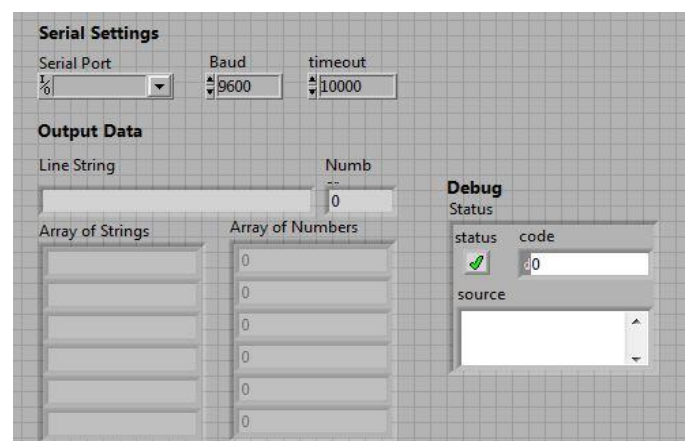 Serial Settings
Serial Port Baud timeout
I/O 9600 10000
Output Data
Line String Numb
0
Array of Strings Array of Numbers
0
0
0
0
0
0
Debug
Status
status code
d0
source